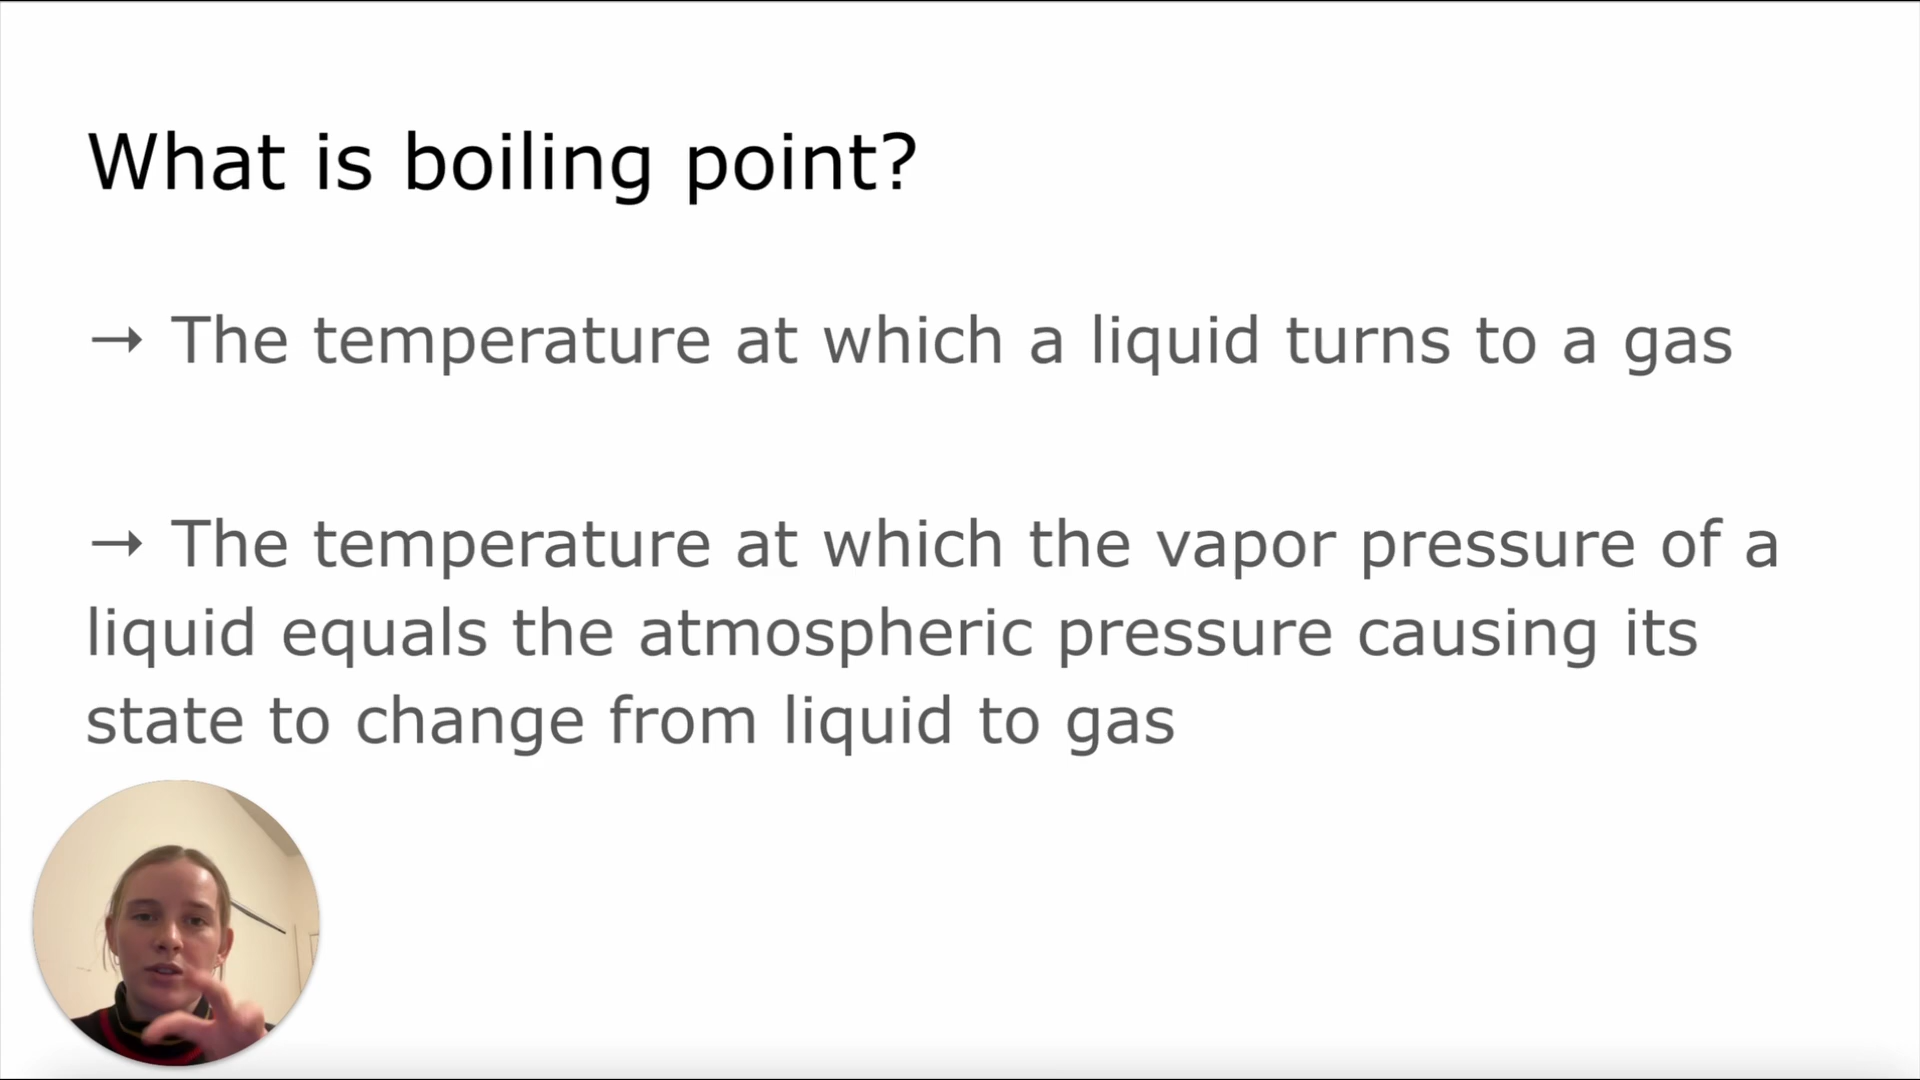 What is boiling point?
→ The temperature at which a liquid turns to a gas
→ The temperature at which the vapor pressure of a
liquid equals the atmospheric pressure causing its
state to change from liquid to gas